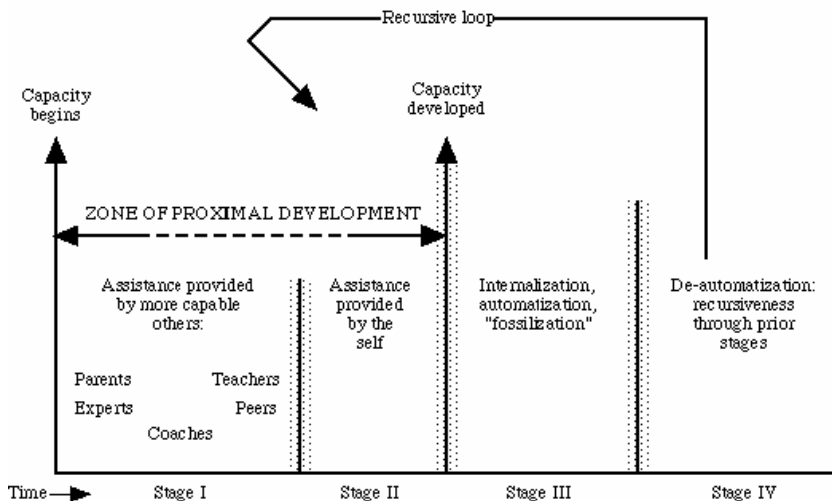 Recursive loop
Capacity
begins
Capacity
developed
ZONE OF PROXIMAL DEVELOPMENT
Assistance provided
by more capable
others:
Parents
Teachers
Experts
Peers
Coaches
Assistance
provided
by the
self
Internalization,
automatization,
"fossilization"
De-automatization:
recursiveness
through prior
stages
Time
Stage I
Stage II
Stage III
Stage IV